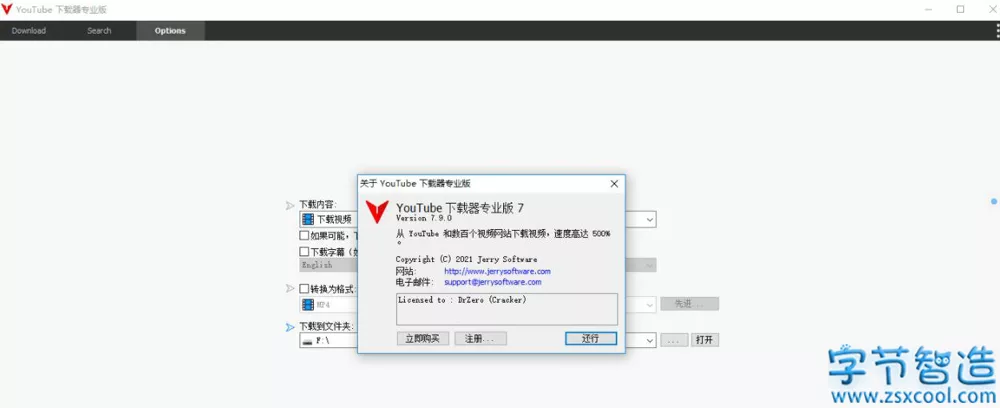 YouTube 下载器专业版
Download Search Options
下载内容:
下载视频
如果可能，下
下载字幕（如
English
转换为格式:
MP4
先进...
下载到文件夹:
F:\
... 打开
关于 YouTube 下载器专业版
YouTube 下载器专业版 7
Version 7.9.0
从 YouTube 和数百个视频网站下载视频，速度高达 500%
。
Copyright (C) 2021 Jerry Software
网站: http://www.jerrysoftware.com
电子邮件: support@jerrysoftware.com
Licensed to : DrZero (Cracker)
立即购买 注册... 还行
字节智造
www.zsxcool.com